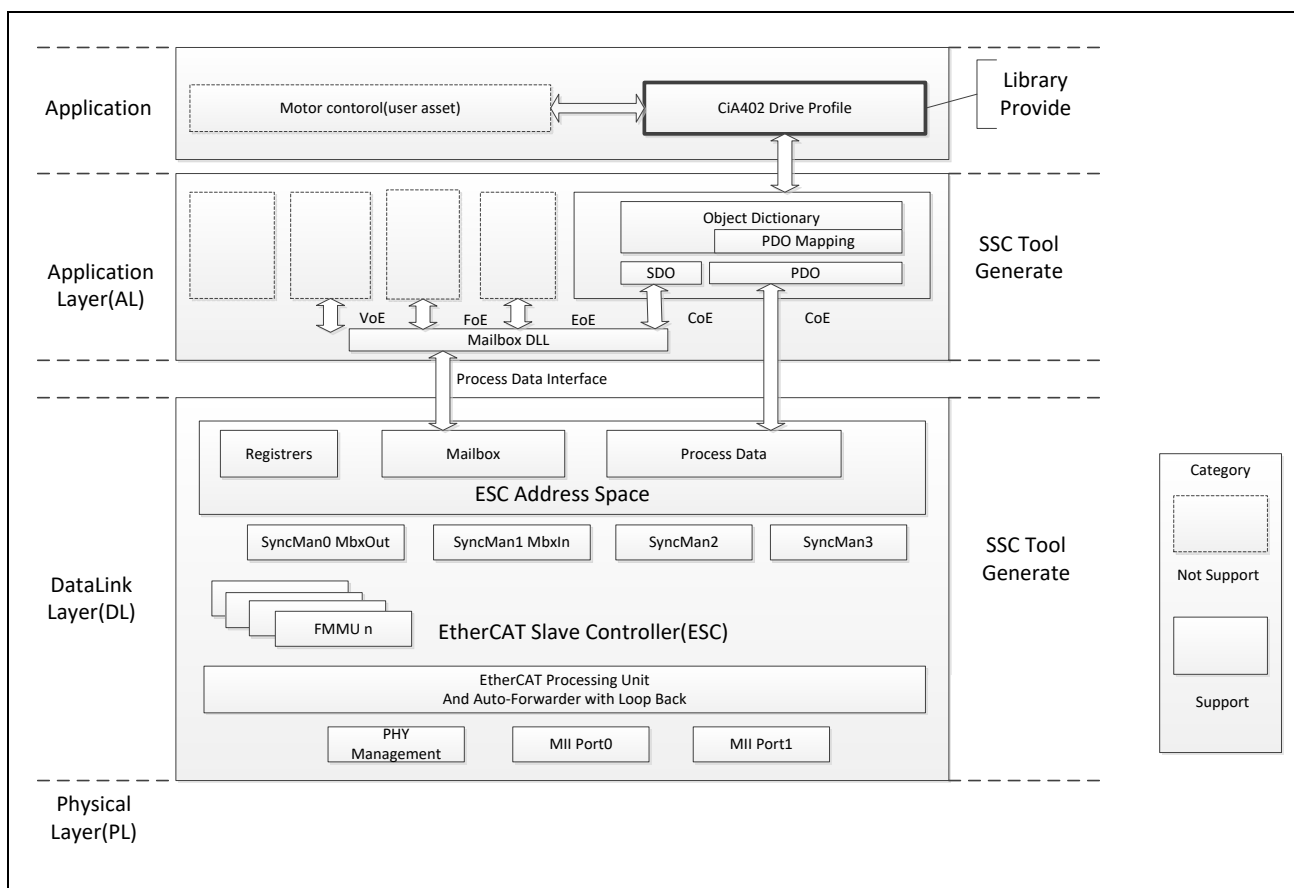 Application
Motor contorol(user asset)
CiA402 Drive Profile
Library
Provide
Application
Layer(AL)
Object Dictionary
PDO Mapping
SDO
PDO
VoE
FoE
EoE
CoE
CoE
Mailbox DLL
SSC Tool
Generate
Process Data Interface
DataLink
Layer(DL)
Registrers
Mailbox
Process Data
ESC Address Space
SyncMan0 MbxOut
SyncMan1 MbxIn
SyncMan2
SyncMan3
FMMU n
EtherCAT Slave Controller(ESC)
EtherCAT Processing Unit
And Auto-Forwarder with Loop Back
PHY
Management
MII Port0
MII Port1
SSC Tool
Generate
Physical
Layer(PL)
Category
Not Support
Support